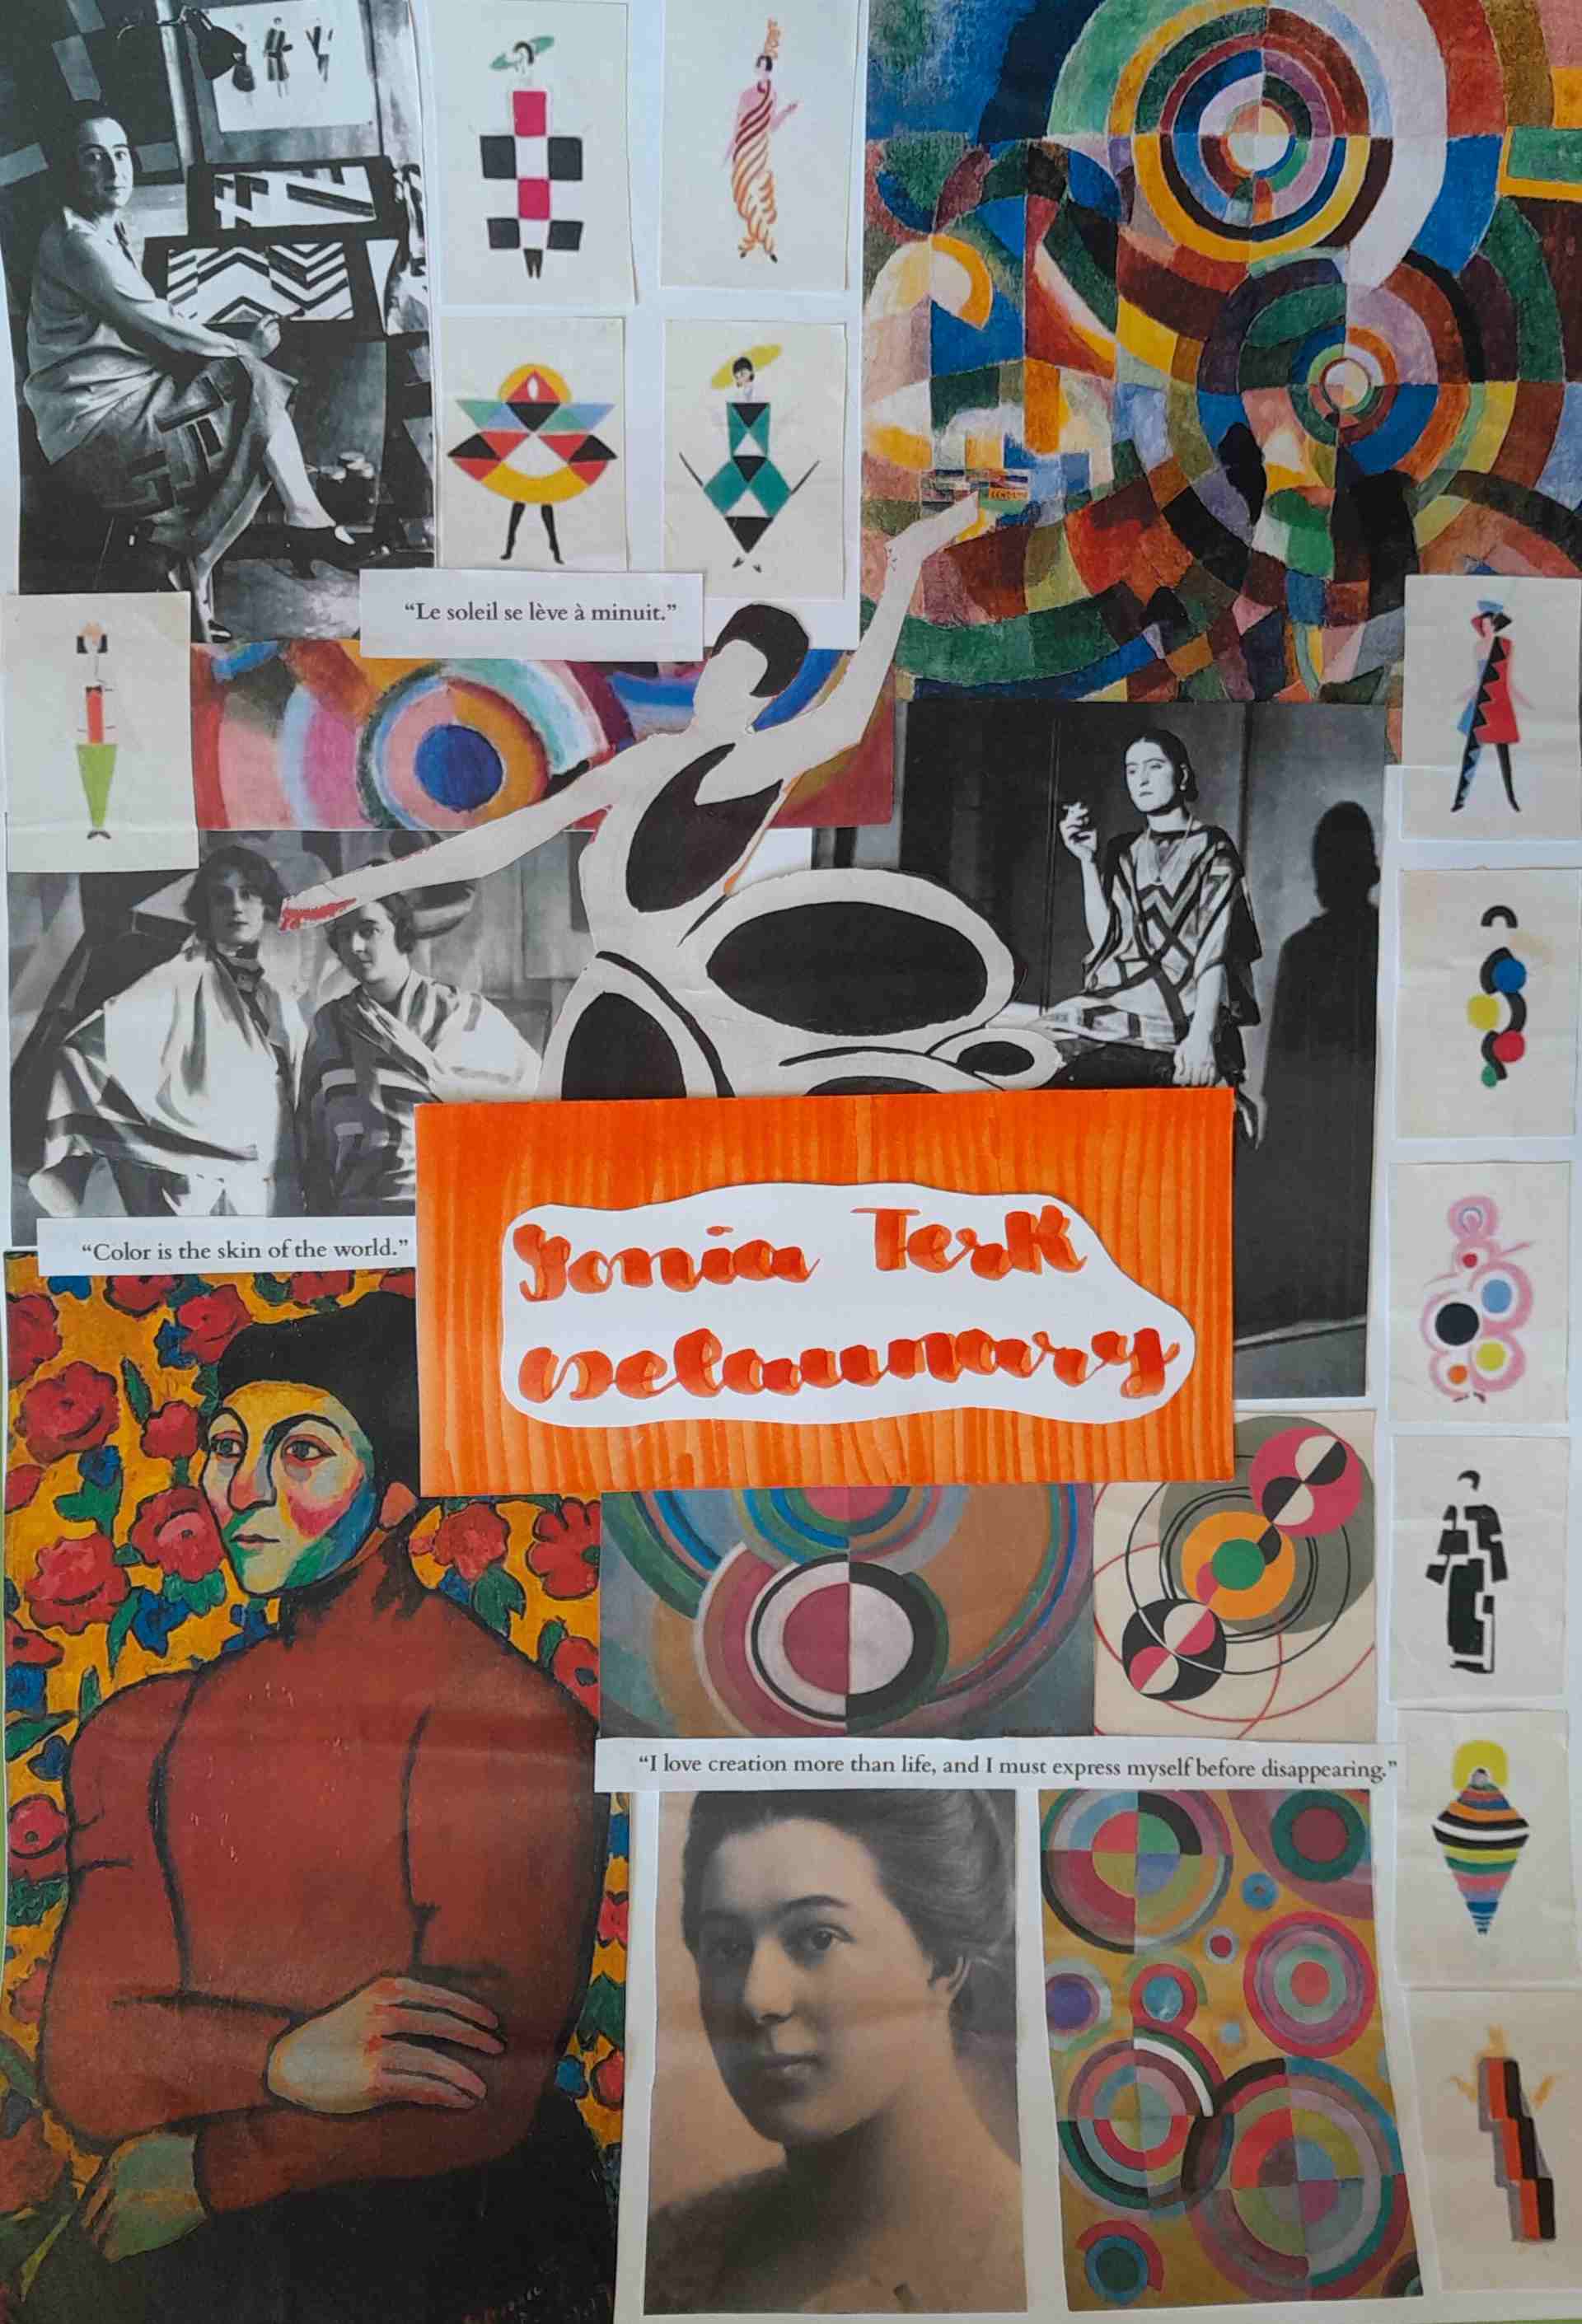 “Le soleil se lève à minuit.”
“Color is the skin of the world.”
Sonia Terk
Delaunay
“I love creation more than life, and I must express myself before disappearing.”